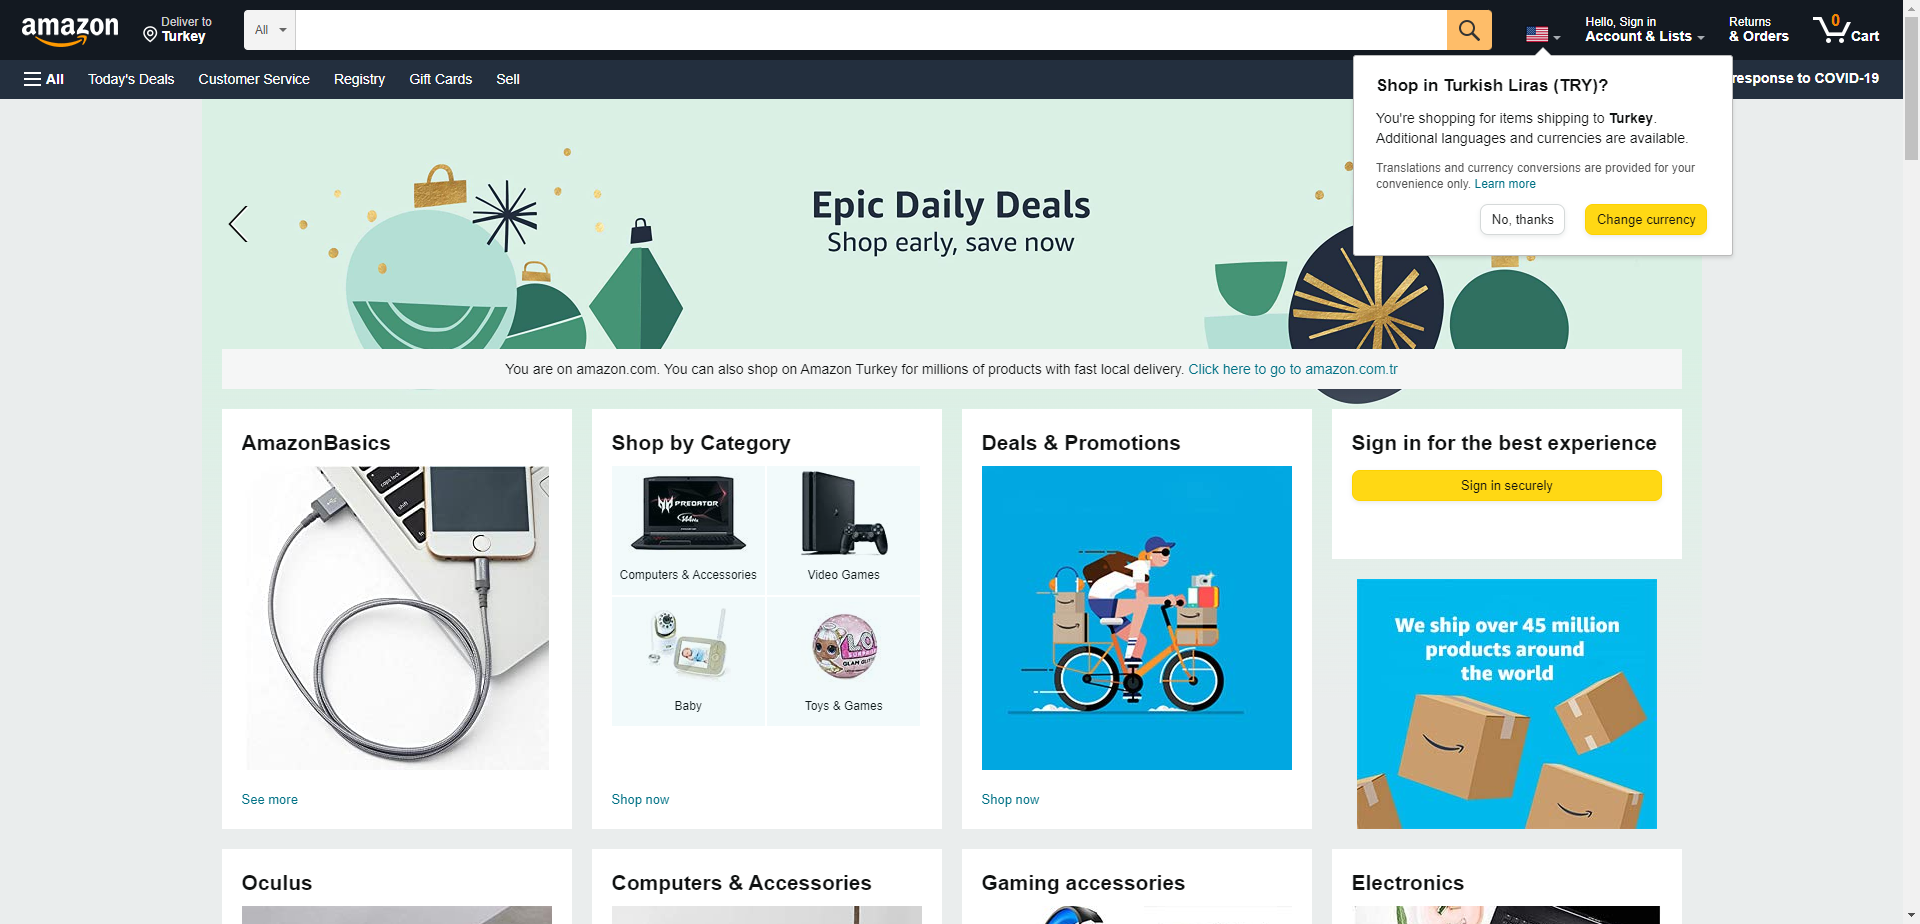 amazon
Deliver to
Turkey
All
Hello, Sign in
Account & Lists
Returns
& Orders
0
Cart
All
Today's Deals
Customer Service
Registry
Gift Cards
Sell
response to COVID-19
Shop in Turkish Liras (TRY)?
You're shopping for items shipping to Turkey.
Additional languages and currencies are available.
Translations and currency conversions are provided for your
convenience only. Learn more
No, thanks
Change currency
Epic Daily Deals
Shop early, save now
You are on amazon.com. You can also shop on Amazon Turkey for millions of products with fast local delivery. Click here to go to amazon.com.tr
AmazonBasics
caps lock
shift
See more
Shop by Category
PREDATOR
Computers & Accessories
Video Games
Baby
L.O.L.
SURPRISE
GLAM GLITTER
Toys & Games
Shop now
Deals & Promotions
Shop now
Sign in for the best experience
Sign in securely
We ship over 45 million
products around
the world
Oculus
Computers & Accessories
Gaming accessories
Electronics